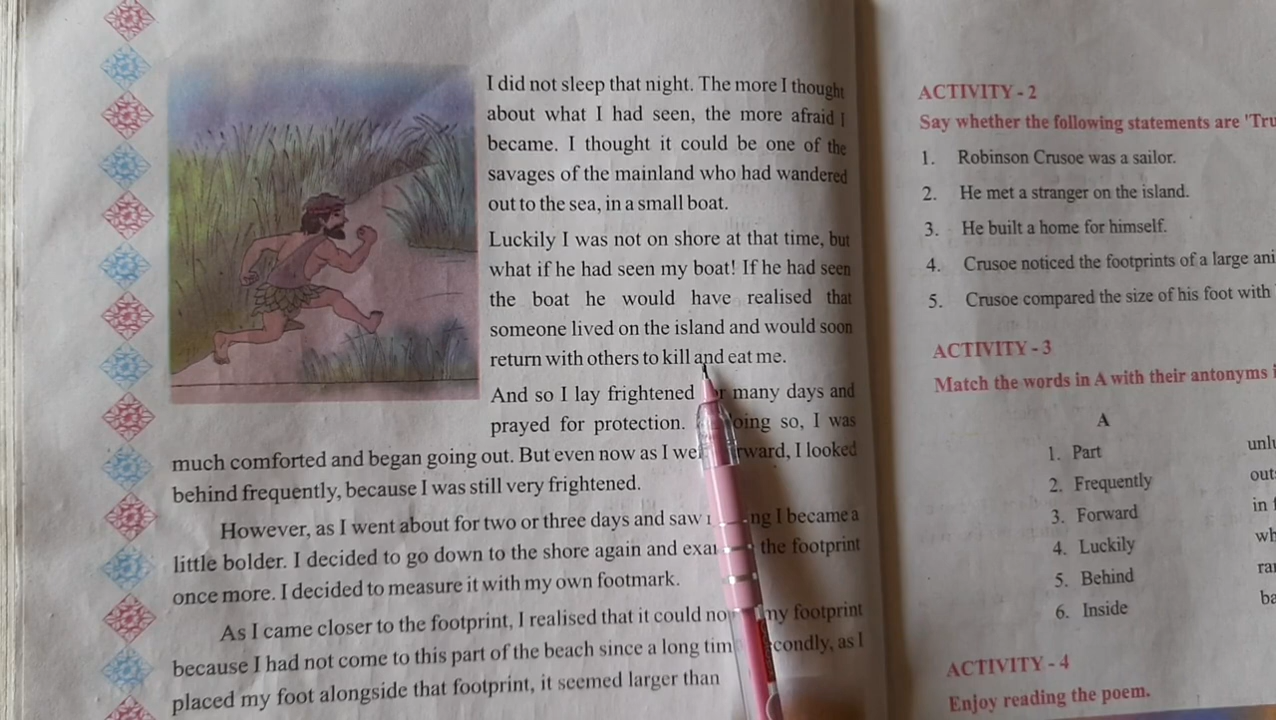 I did not sleep that night. The more I thought
about what I had seen, the more afraid I
became. I thought it could be one of the
savages of the mainland who had wandered
out to the sea, in a small boat.
Luckily I was not on shore at that time, but
what if he had seen my boat! If he had seen
the boat he would have realised that
someone lived on the island and would soon
return with others to kill and eat me.
And so I lay frightened for many days and
prayed for protection. doing so, I was
much comforted and began going out. But even now as I forward, I looked
behind frequently, because I was still very frightened.
However, as I went about for two or three days and saw I became a
little bolder. I decided to go down to the shore again and the footprint
once more. I decided to measure it with my own footmark.
As I came closer to the footprint, I realised that it could my footprint
because I had not come to this part of the beach since a long as I
placed my foot alongside that footprint, it seemed larger than
ACTIVITY - 2
Say whether the following statements are
1. Robinson Crusoe was a sailor.
2. He met a stranger on the island.
3. He built a home for himself.
4. Crusoe noticed the footprints of a large
5. Crusoe compared the size of his foot with
ACTIVITY - 3
Match the words in A with their antonyms
A
1. Part
2. Frequently
3. Forward
4. Luckily
5. Behind
6. Inside
ACTIVITY - 4
Enjoy reading the poem.